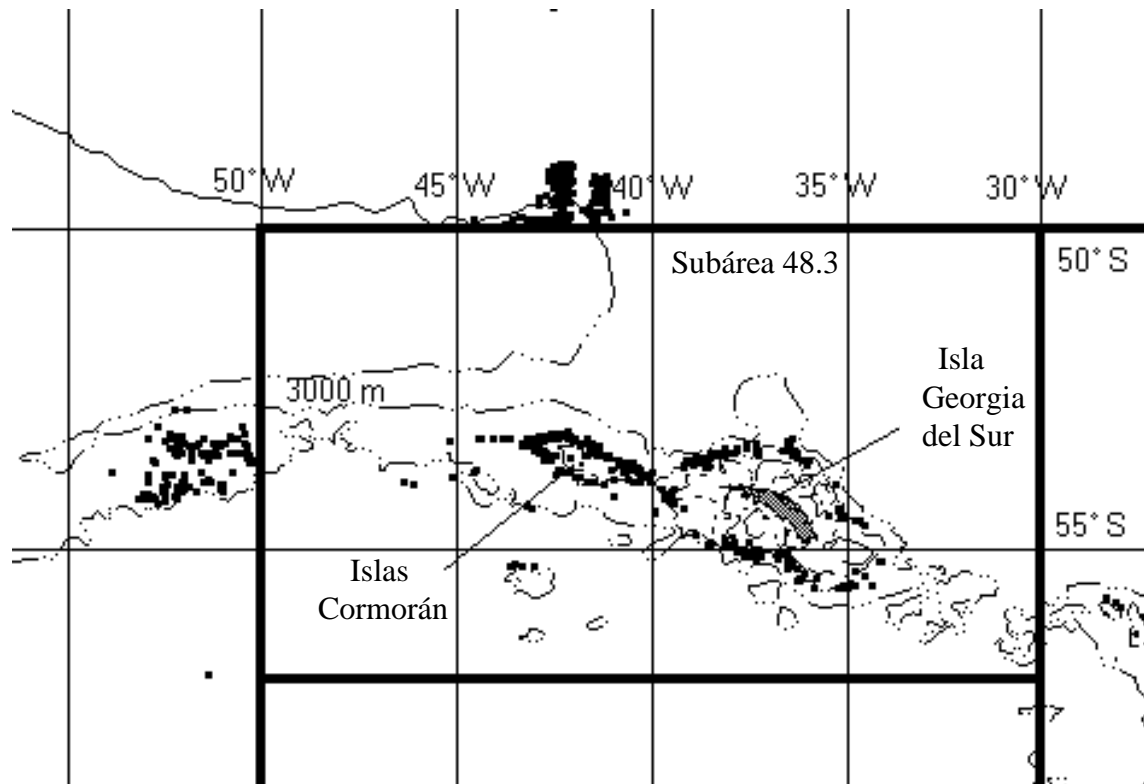 50°W
45°W
40°W
35°W
30°W
Subárea 48.3
50°S
Isla
Georgia
del Sur
3000 m
55°S
Islas
Cormorán